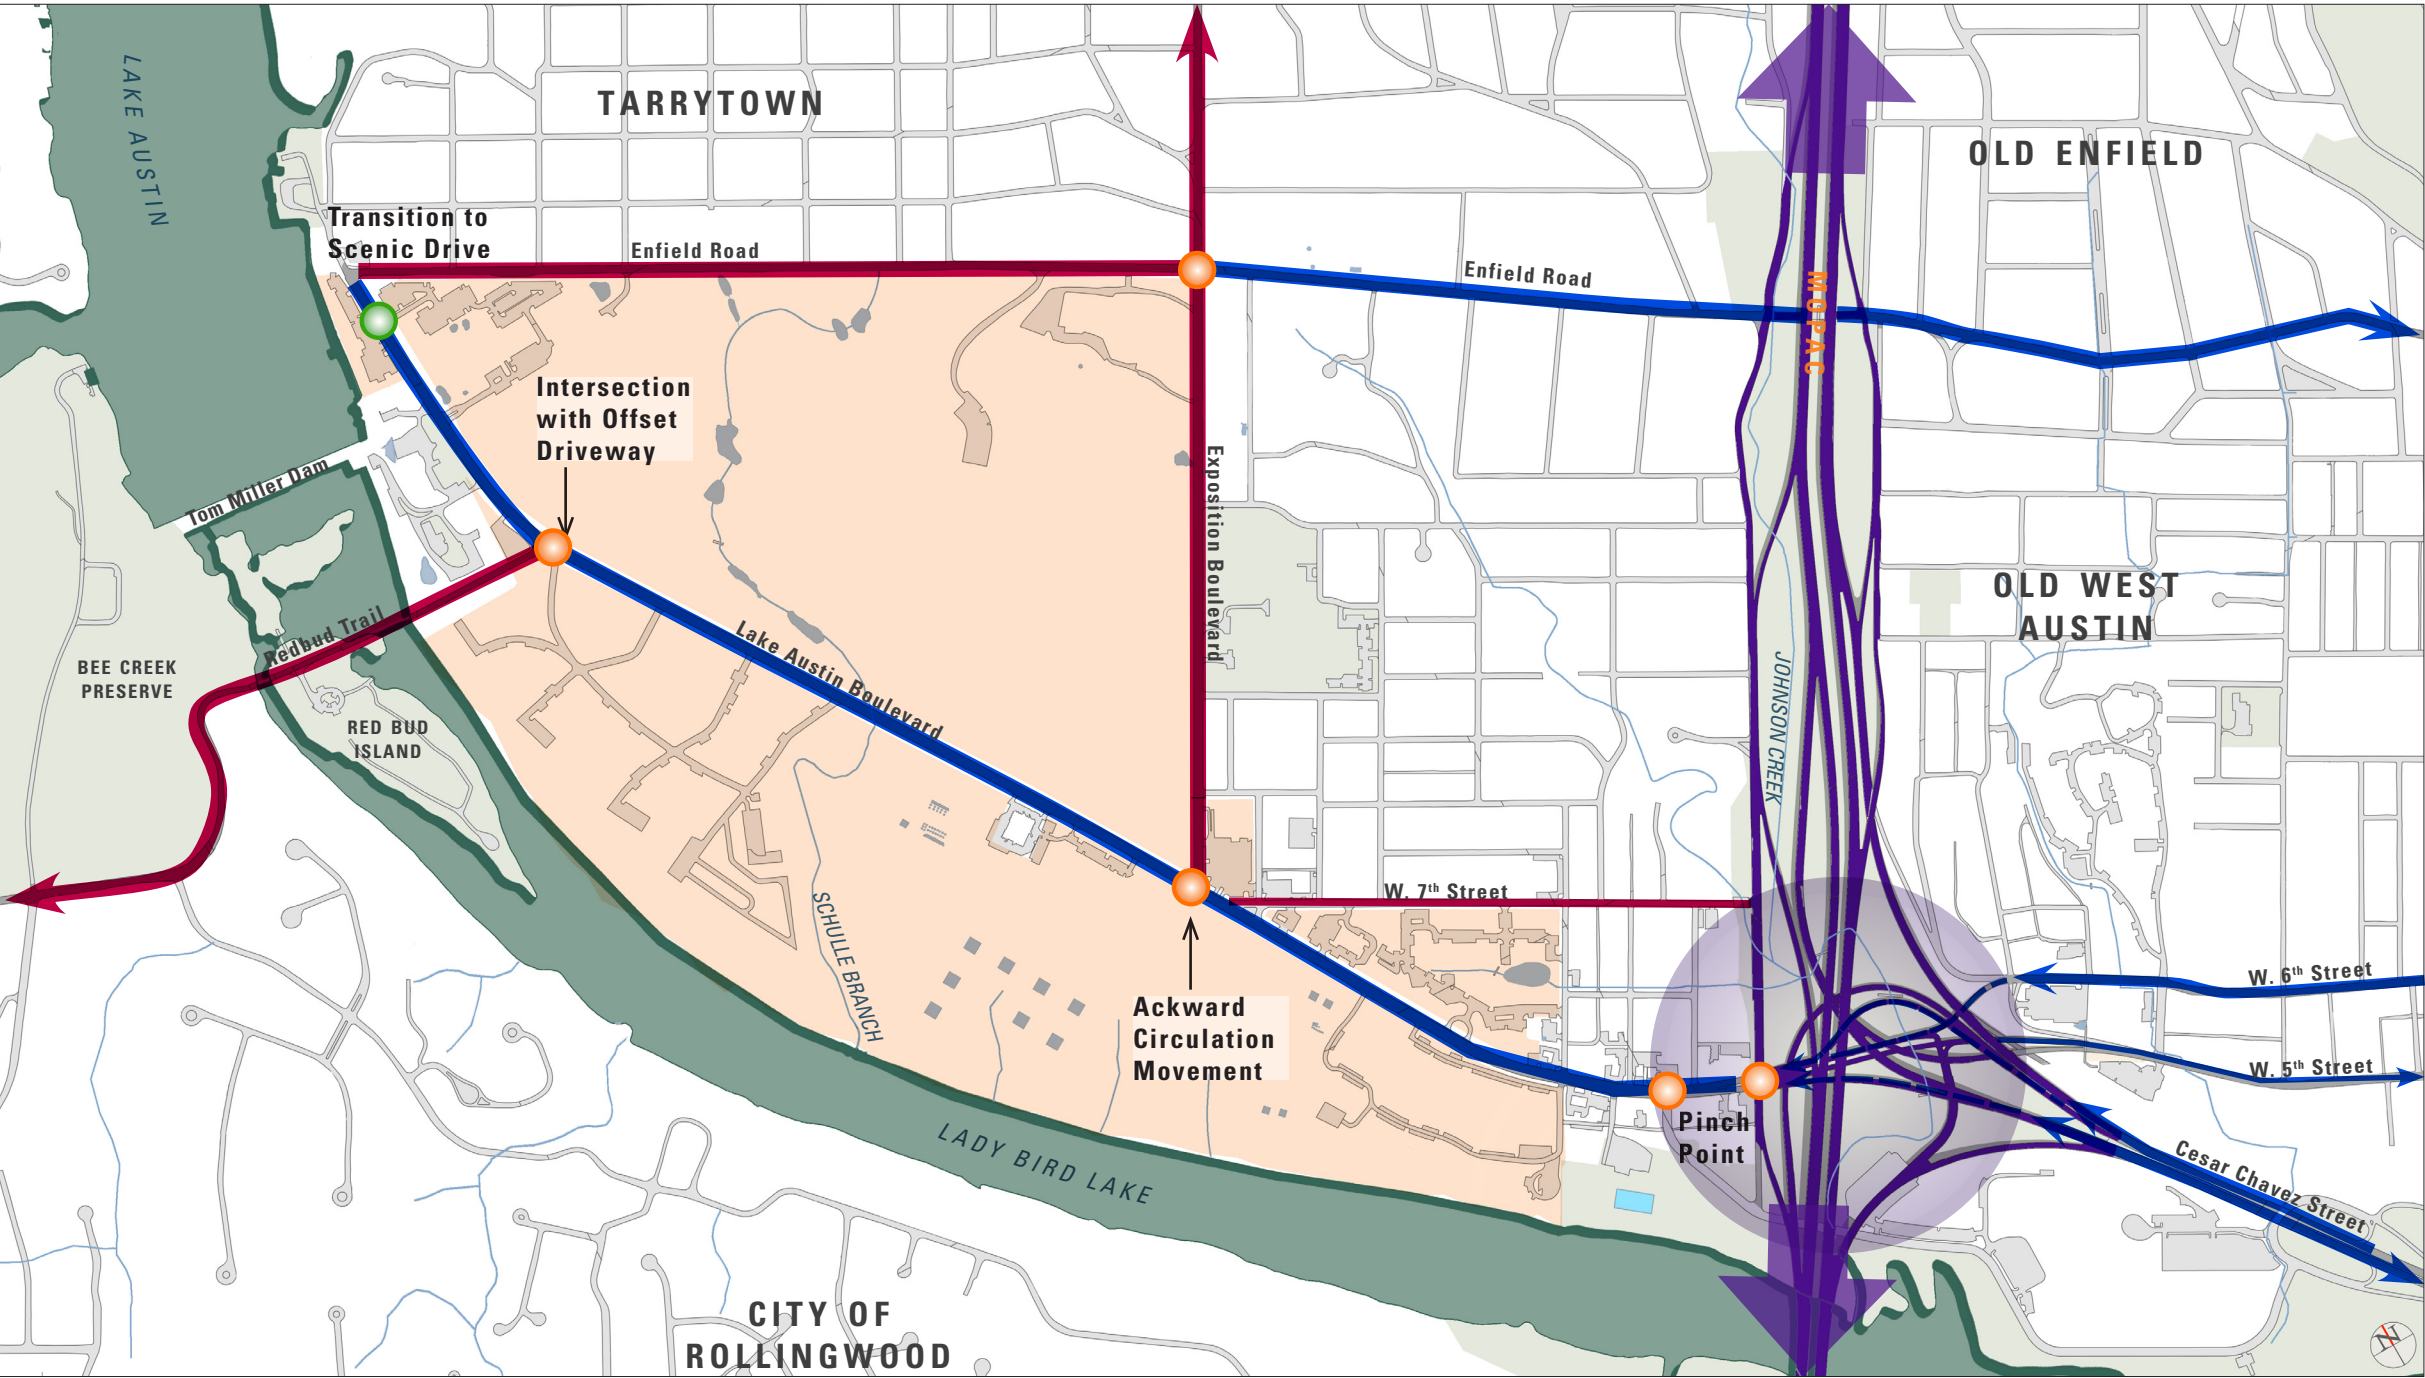 LAKE AUSTIN
TARRYTOWN
OLD ENFIELD
Transition to
Scenic Drive
Enfield Road
Enfield Road
MOPAC
Intersection
with Offset
Driveway
Tom Miller Dam
Exposition Boulevard
OLD WEST
AUSTIN
Redbud Trail
Lake Austin Boulevard
JOHNSON CREEK
BEE CREEK
PRESERVE
RED BUD
ISLAND
W. 7th Street
SCHULLE BRANCH
W. 6th Street
Ackward
Circulation
Movement
W. 5th Street
Pinch
Point
LADY BIRD LAKE
Cesar Chavez Street
CITY OF
ROLLINGWOOD
N